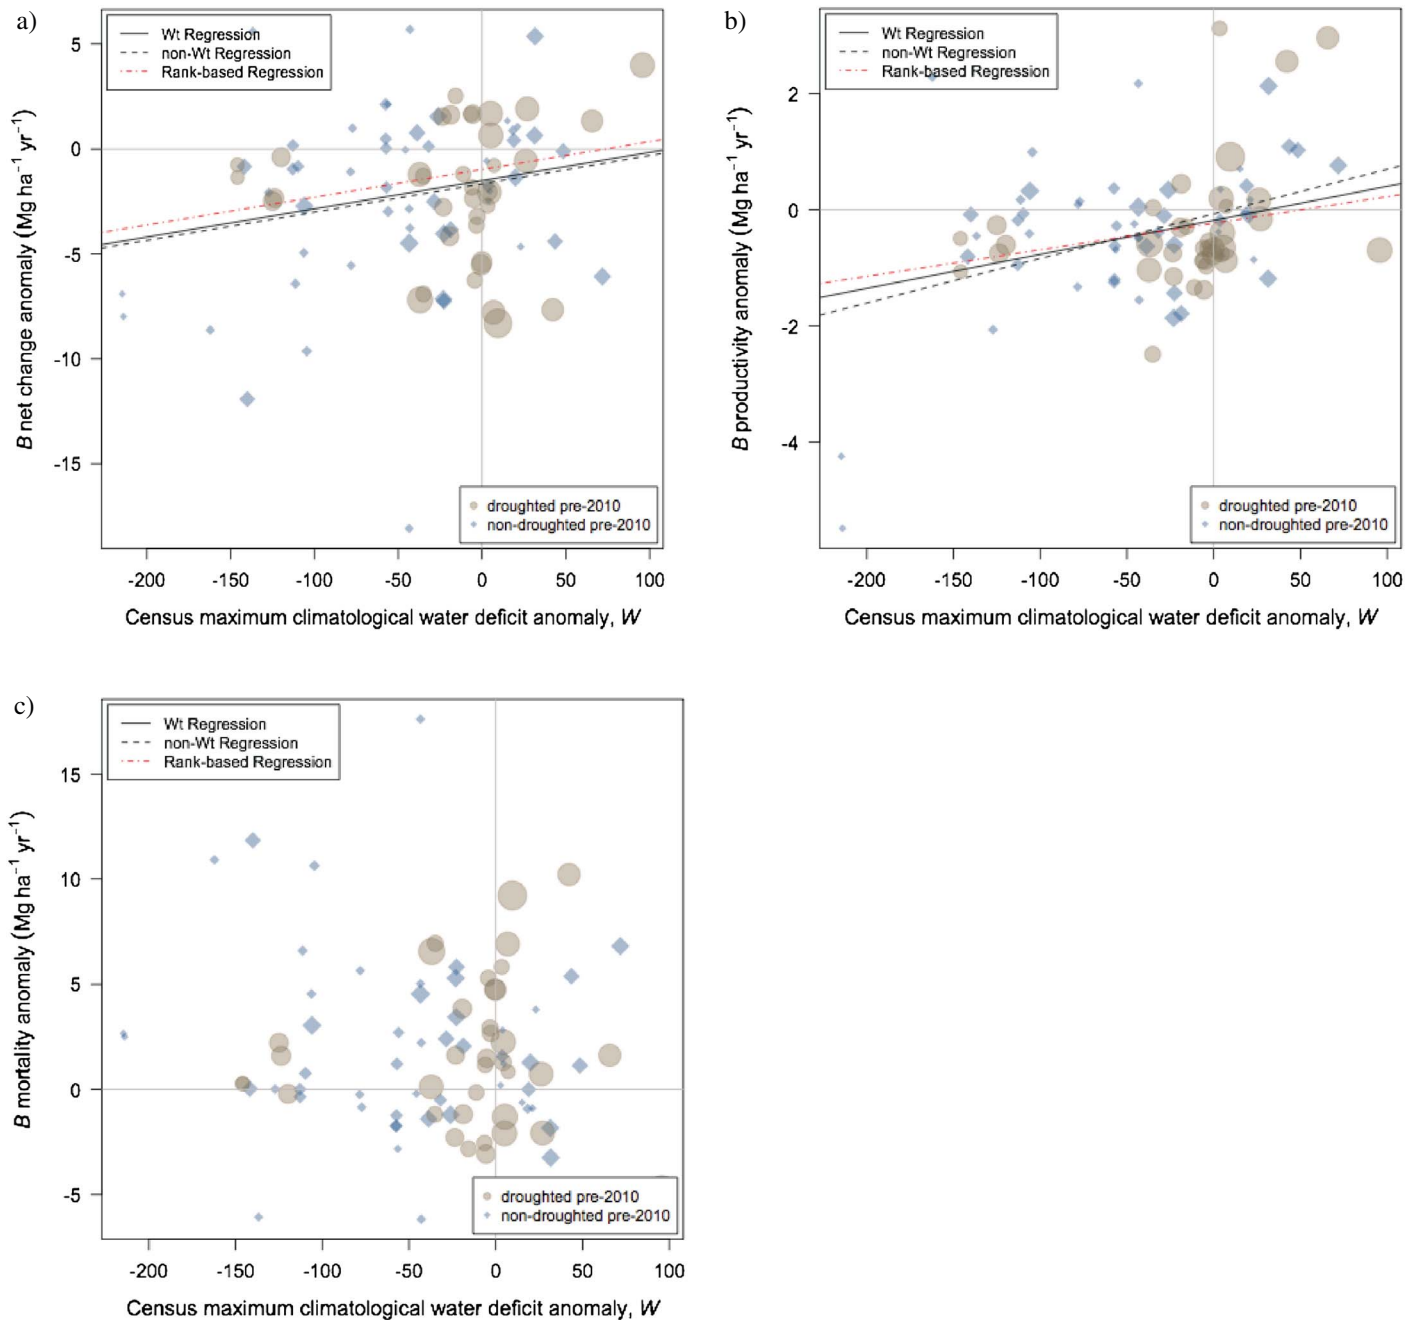 a)
Wt Regression
non-Wt Regression
Rank-based Regression
5
0
-5
-10
-15
B net change anomaly (Mg ha⁻¹ yr⁻¹)
droughted pre-2010
non-droughted pre-2010
-200 -150 -100 -50 0 50 100
Census maximum climatological water deficit anomaly, W
b)
Wt Regression
non-Wt Regression
Rank-based Regression
2
0
-2
-4
B productivity anomaly (Mg ha⁻¹ yr⁻¹)
droughted pre-2010
non-droughted pre-2010
-200 -150 -100 -50 0 50 100
Census maximum climatological water deficit anomaly, W
c)
Wt Regression
non-Wt Regression
Rank-based Regression
15
10
5
0
-5
B mortality anomaly (Mg ha⁻¹ yr⁻¹)
droughted pre-2010
non-droughted pre-2010
-200 -150 -100 -50 0 50 100
Census maximum climatological water deficit anomaly, W